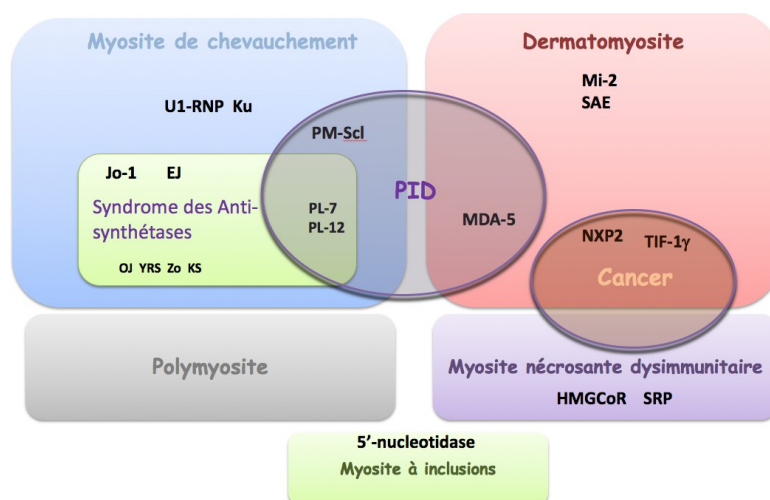 Myosite de chevauchement
Dermatomyosite
Mi-2
SAE
U1-RNP Ku
PM-Scl
Jo-1 EJ
Syndrome des Anti-
synthétases
PL-7
PL-12
OJ YRS Zo KS
PID
MDA-5
NXP2 TIF-1γ
Cancer
Polymyosite
Myosite nécrosante dysimmunitaire
HMGCoR SRP
5’-nucleotidase
Myosite à inclusions